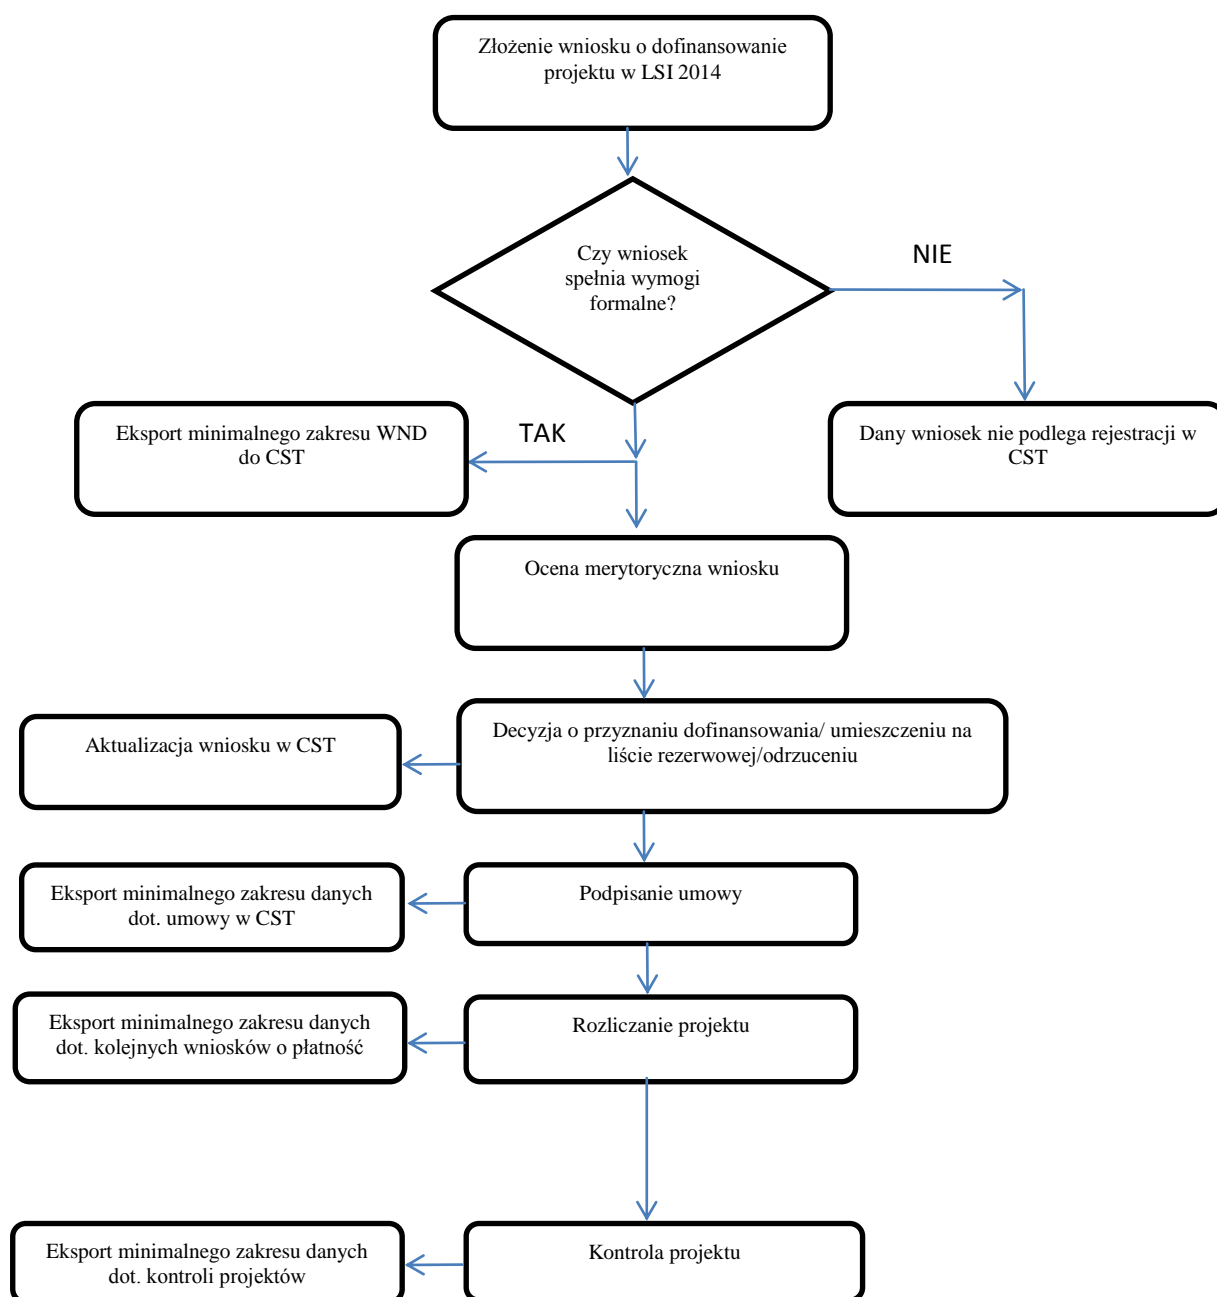 Złożenie wniosku o dofinansowanie
projektu w LSI 2014
Czy wniosek
spełnia wymogi
formalne?
NIE
TAK
Eksport minimalnego zakresu WND
do CST
Dany wniosek nie podlega rejestracji w
CST
Ocena merytoryczna wniosku
Decyzja o przyznaniu dofinansowania/ umieszczeniu na
liście rezerwowej/odrzuceniu
Aktualizacja wniosku w CST
Podpisanie umowy
Eksport minimalnego zakresu danych
dot. umowy w CST
Rozliczanie projektu
Eksport minimalnego zakresu danych
dot. kolejnych wniosków o płatność
Kontrola projektu
Eksport minimalnego zakresu danych
dot. kontroli projektów